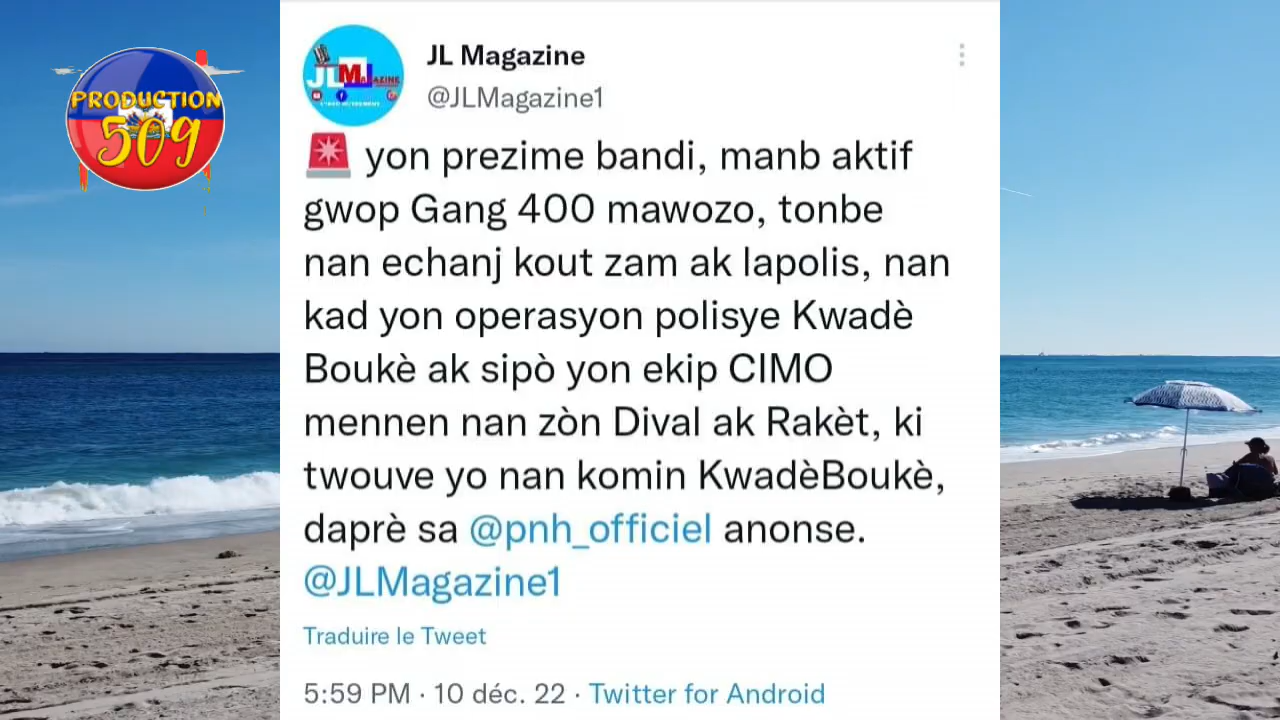 PRODUCTION
509
JLMagazine
JL Magazine
@JLMagazine1
yon prezime bandi, manb aktif
gwop Gang 400 mawozo, tonbe
nan echanj kout zam ak lapolis, nan
kad yon operasyon polisye Kwadè
Boukè ak sipò yon ekip CIMO
mennen nan zòn Dival ak Rakèt, ki
twouve yo nan komin KwadèBoukè,
daprè sa @pnh_officiel anonse.
@JLMagazine1
Traduire le Tweet
5:59 PM · 10 déc. 22 · Twitter for Android